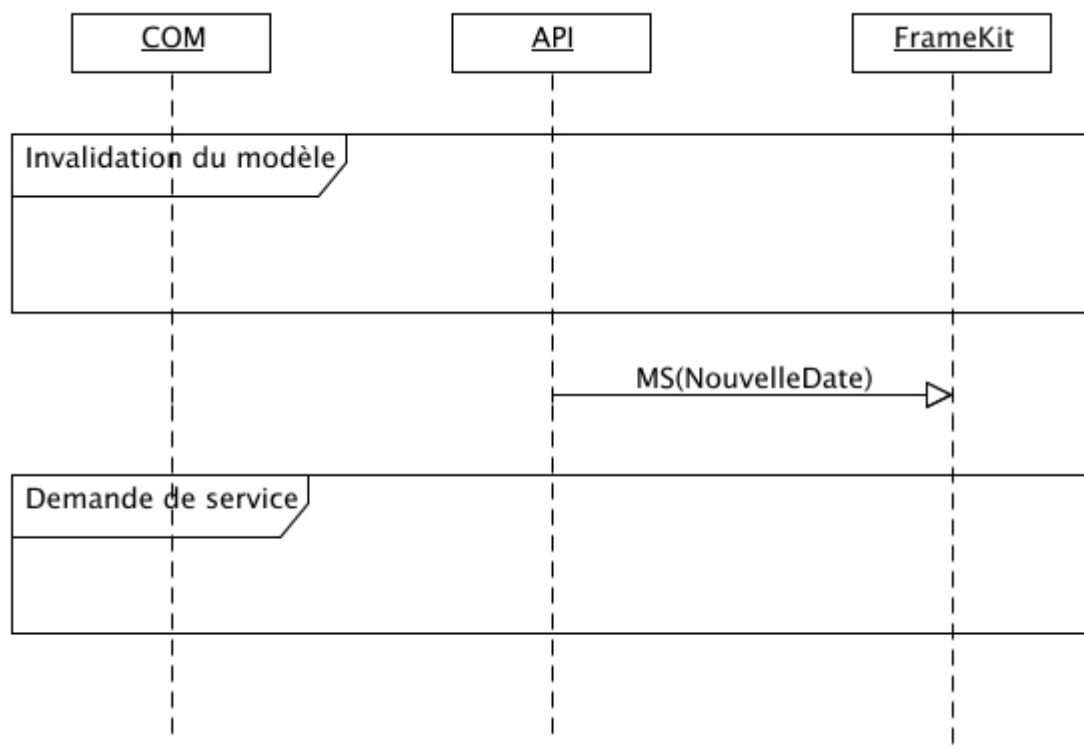 COM
API
FrameKit
Invalidation du modèle
MS(NouvelleDate)
Demande de service